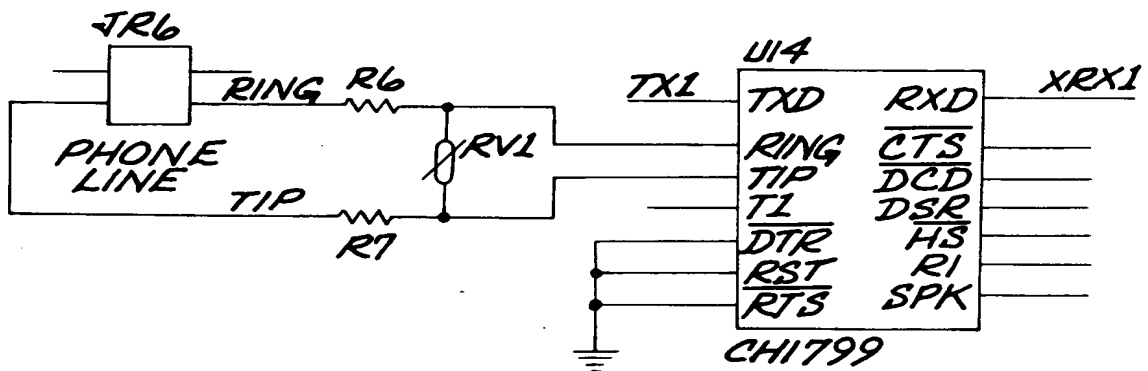 JR6
RING
R6
PHONE
LINE
TIP
R7
RV1
U14
TX1
TXD
RXD
XRX1
RING
CTS
TIP
DCD
T1
DSR
DTR
HS
RST
RI
RTS
SPK
CH1799